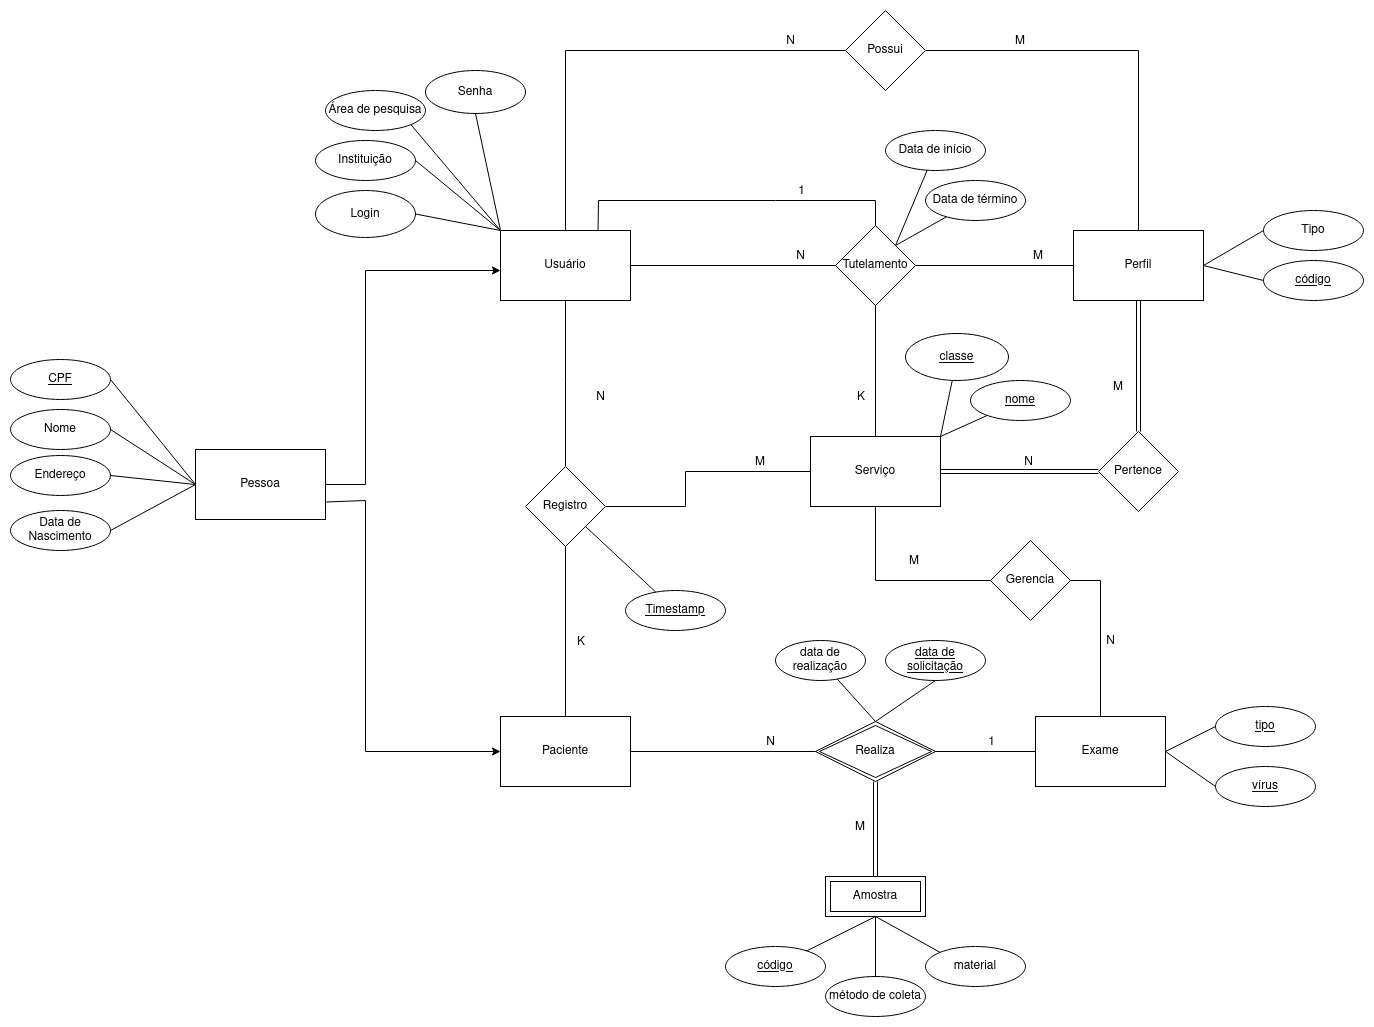 N
Possui
M
Senha
Área de pesquisa
Instituição
Login
Data de início
Data de término
1
Usuário
N
Tutelamento
M
Perfil
Tipo
código
CPF
Nome
Endereço
Data de
Nascimento
Pessoa
N
K
classe
nome
M
M
Serviço
N
Pertence
Registro
Timestamp
M
Gerencia
N
K
data de
realização
data de
solicitação
Paciente
N
Realiza
1
Exame
tipo
vírus
M
Amostra
código
método de coleta
material